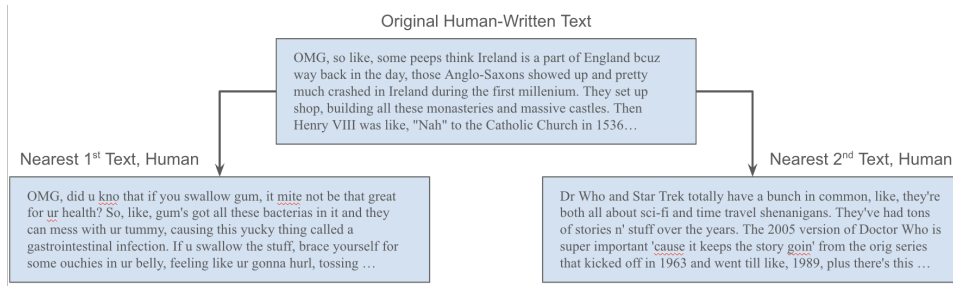 Original Human-Written Text
OMG, so like, some peeps think Ireland is a part of England bcuz
way back in the day, those Anglo-Saxons showed up and pretty
much crashed in Ireland during the first millenium. They set up
shop, building all these monasteries and massive castles. Then
Henry VIII was like, "Nah" to the Catholic Church in 1536…
Nearest 1st Text, Human
OMG, did u kno that if you swallow gum, it mite not be that great
for ur health? So, like, gum's got all these bacterias in it and they
can mess with ur tummy, causing this yucky thing called a
gastrointestinal infection. If u swallow the stuff, brace yourself for
some ouchies in ur belly, feeling like ur gonna hurl, tossing …
Nearest 2nd Text, Human
Dr Who and Star Trek totally have a bunch in common, like, they're
both all about sci-fi and time travel shenanigans. They've had tons
of stories n' stuff over the years. The 2005 version of Doctor Who is
super important 'cause it keeps the story goin' from the orig series
that kicked off in 1963 and went till like, 1989, plus there's this …